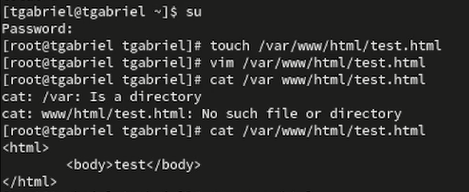 [tgabriel@tgabriel ~]$ su
Password:
[root@tgabriel tgabriel]# touch /var/www/html/test.html
[root@tgabriel tgabriel]# vim /var/www/html/test.html
[root@tgabriel tgabriel]# cat /var www/html/test.html
cat: /var: Is a directory
cat: www/html/test.html: No such file or directory
[root@tgabriel tgabriel]# cat /var/www/html/test.html
<html>
        <body>test</body>
</html>